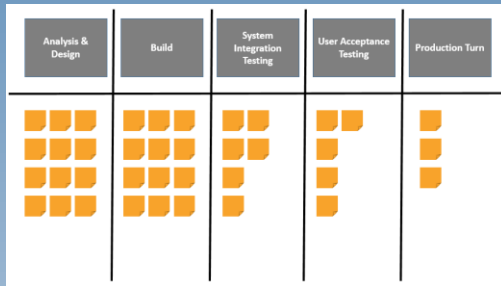 Analysis &
Design
Build
System
Integration
Testing
User Acceptance
Testing
Production Turn